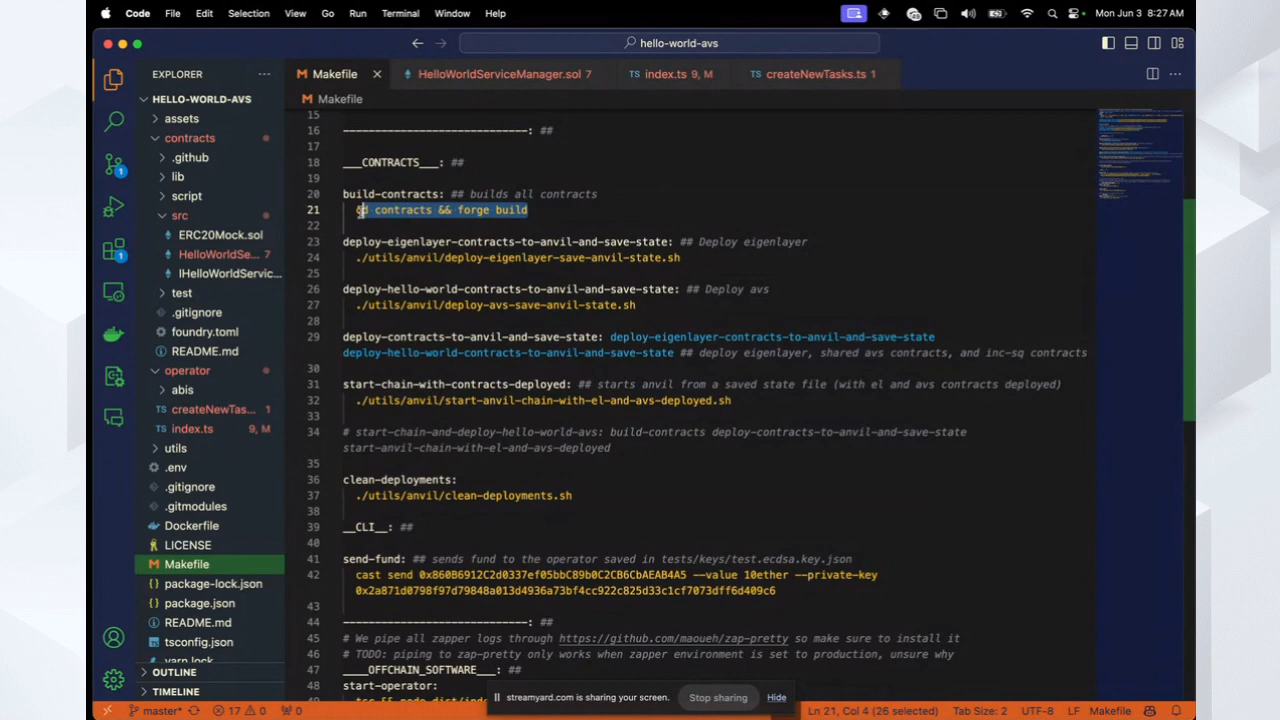 Code File Edit Selection View Go Run Terminal Window Help Mon Jun 3 8:27 AM
hello-world-avs
EXPLORER
Makefile
HelloWorldServiceManager.sol 7
TS index.ts 9, M
TS createNewTasks.ts 1
Makefile
HELLO-WORLD-AVS
assets
contracts
.github
lib
script
src
ERC20Mock.sol
HelloWorldSe... 7
IHelloWorldServic...
test
.gitignore
foundry.toml
README.md
operator
abis
TS createNewTas... 1
TS index.ts 9, M
utils
.env
.gitignore
.gitmodules
Dockerfile
LICENSE
Makefile
package-lock.json
package.json
README.md
tsconfig.json
yarn.lock
OUTLINE
TIMELINE
15
16 -----------------------------: ##
17
18 ___CONTRACTS___: ##
19
20 build-contracts: ## builds all contracts
21 cd contracts && forge build
22
23 deploy-eigenlayer-contracts-to-anvil-and-save-state: ## Deploy eigenlayer
24 ./utils/anvil/deploy-eigenlayer-save-anvil-state.sh
25
26 deploy-hello-world-contracts-to-anvil-and-save-state: ## Deploy avs
27 ./utils/anvil/deploy-avs-save-anvil-state.sh
28
29 deploy-contracts-to-anvil-and-save-state: deploy-eigenlayer-contracts-to-anvil-and-save-state
deploy-hello-world-contracts-to-anvil-and-save-state ## deploy eigenlayer, shared avs contracts, and inc-sq contracts
30
31 start-chain-with-contracts-deployed: ## starts anvil from a saved state file (with el and avs contracts deployed)
32 ./utils/anvil/start-anvil-chain-with-el-and-avs-deployed.sh
33
34 # start-chain-and-deploy-hello-world-avs: build-contracts deploy-contracts-to-anvil-and-save-state
start-anvil-chain-with-el-and-avs-deployed
35
36 clean-deployments:
37 ./utils/anvil/clean-deployments.sh
38
39 __CLI__: ##
40
41 send-fund: ## sends fund to the operator saved in tests/keys/test.ecdsa.key.json
42 cast send 0x860B6912C2D0337ef05bbC89b0C2CB6CbAEAB4A5 --value 10ether --private-key
0x2a871d0798f97d79848a013d4936a73bf4cc922c825d33c1cf7073dff6d409c6
43
44 -----------------------------: ##
45 # We pipe all zapper logs through https://github.com/maoueh/zap-pretty so make sure to install it
46 # TODO: piping to zap-pretty only works when zapper environment is set to production, unsure why
47 ____OFFCHAIN_SOFTWARE___: ##
48 start-operator:
streamyard.com is sharing your screen. Stop sharing Hide
master* 17 0 0 Ln 21, Col 4 (26 selected) Tab Size: 2 UTF-8 LF Makefile